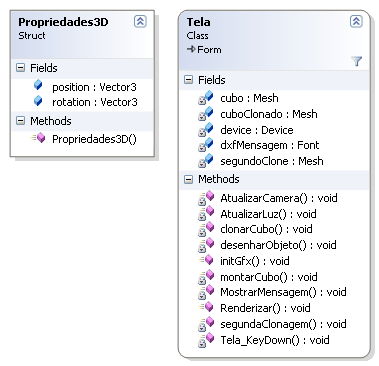 Propriedades3D
Struct
Fields
position : Vector3
rotation : Vector3
Methods
Propriedades3D()
Tela
Class
Form
Fields
cubo : Mesh
cuboClonado : Mesh
device : Device
dxfMensagem : Font
segundoClone : Mesh
Methods
AtualizarCamera() : void
AtualizarLuz() : void
clonarCubo() : void
desenharObjeto() : void
initGfx() : void
montarCubo() : void
MostrarMensagem() : void
Renderizar() : void
segundaClonagem() : void
Tela_KeyDown() : void